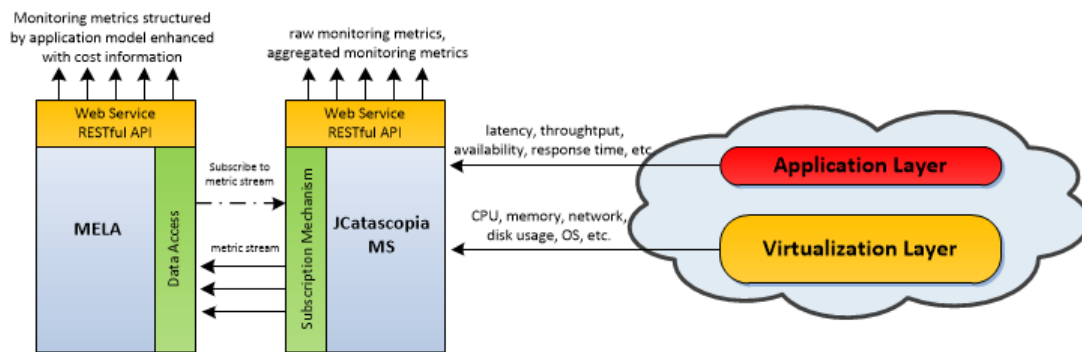 Monitoring metrics structured
by application model enhanced
with cost information
raw monitoring metrics,
aggregated monitoring metrics
Web Service
RESTful API
Web Service
RESTful API
MELA
Data Access
Subscribe to
metric stream
metric stream
Subscription Mechanism
JCatascopia
MS
latency, throughtput,
availability, response time, etc.
CPU, memory, network,
disk usage, OS, etc.
Application Layer
Virtualization Layer